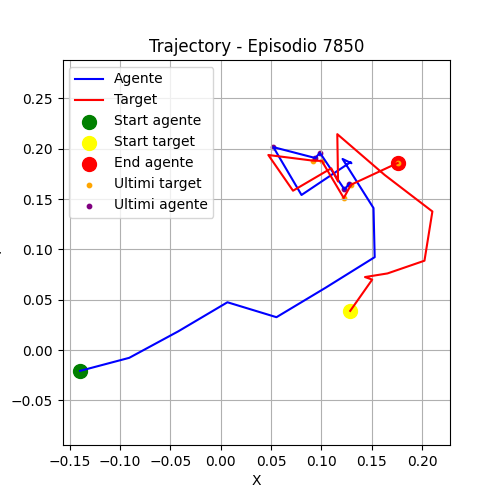 Trajectory - Episodio 7850
Agente
Target
Start agente
Start target
End agente
Ultimi target
Ultimi agente
0.25
0.20
0.15
0.10
0.05
0.00
−0.05
−0.15 −0.10 −0.05 0.00 0.05 0.10 0.15 0.20
X